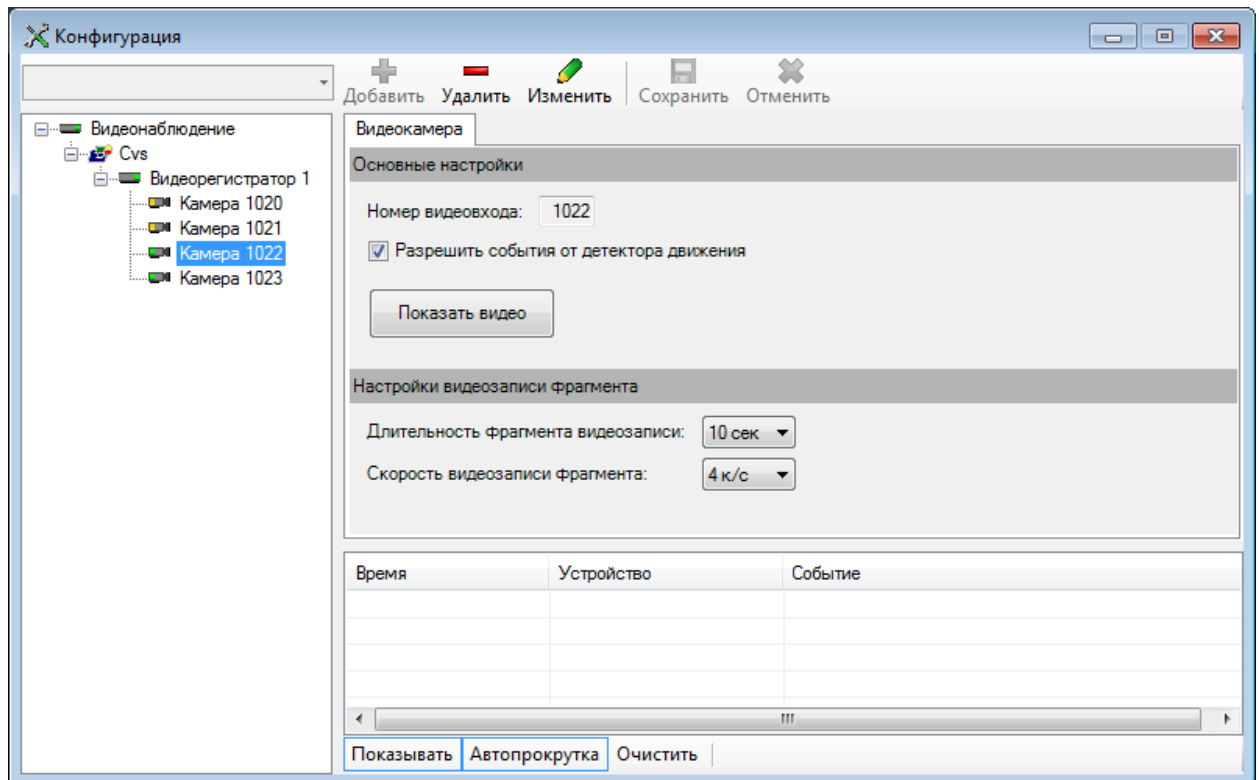 Конфигурация
Добавить Удалить Изменить Сохранить Отменить
Видеонаблюдение
Cvs
Видеорегистратор 1
Камера 1020
Камера 1021
Камера 1022
Камера 1023
Видеокамера
Основные настройки
Номер видеовхода: 1022
Разрешить события от детектора движения
Показать видео
Настройки видеозаписи фрагмента
Длительность фрагмента видеозаписи: 10 сек
Скорость видеозаписи фрагмента: 4 к/с
Время Устройство Событие
Показывать Автопрокрутка Очистить